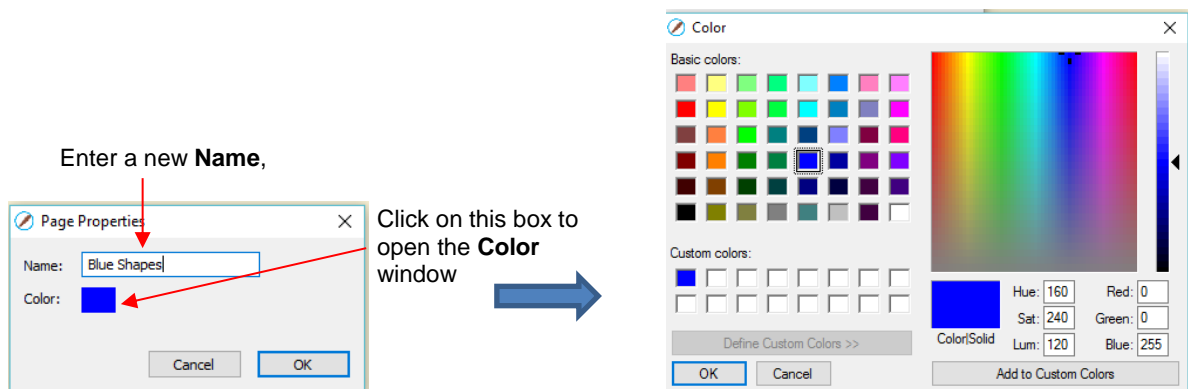 Enter a new Name,
Page Properties
Name: Blue Shapes
Color:
Cancel OK
Click on this box to
open the Color
window
Color
Basic colors:
Custom colors:
Define Custom Colors >>
OK Cancel
Color|Solid
Hue: 160 Red: 0
Sat: 240 Green: 0
Lum: 120 Blue: 255
Add to Custom Colors